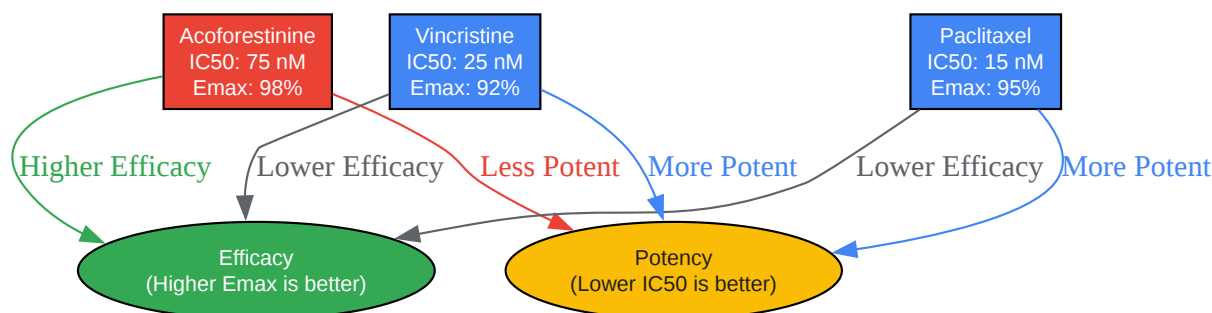 Acoforestinine
IC50: 75 nM
Emax: 98%
Vincristine
IC50: 25 nM
Emax: 92%
Paclitaxel
IC50: 15 nM
Emax: 95%
Higher Efficacy
Lower Efficacy
Less Potent
More Potent
Lower Efficacy
More Potent
Efficacy
(Higher Emax is better)
Potency
(Lower IC50 is better)